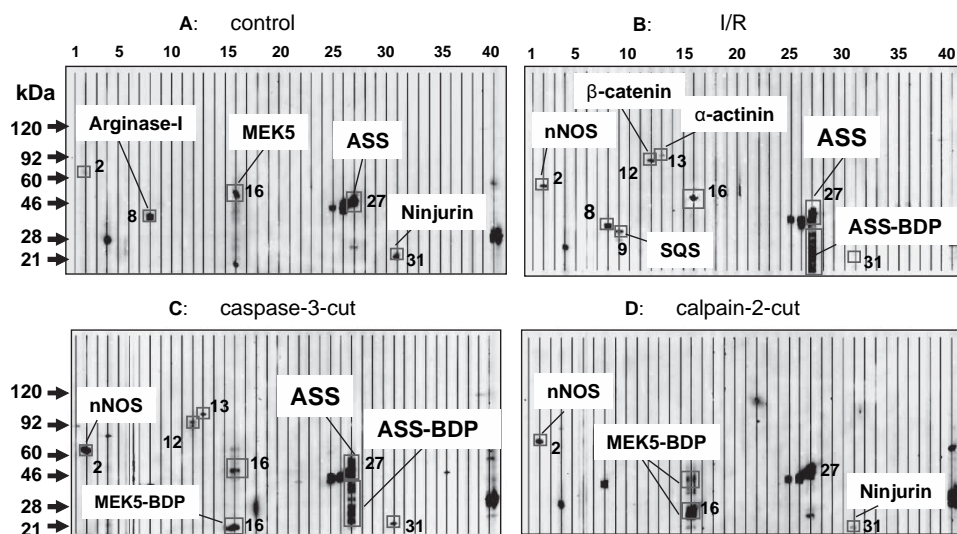 A: control
1 5 10 15 20 25 30 40
kDa
120
92
60
46
28
21
Arginase-I
MEK5
ASS
Ninjurin
2
8
16
27
31
B: I/R
1 5 10 15 20 25 30 40
β-catenin
α-actinin
nNOS
ASS
2
12
13
16
27
8
9
SQS
ASS-BDP
31
C: caspase-3-cut
120
92
60
46
28
21
nNOS
2
12
13
ASS
ASS-BDP
16
27
MEK5-BDP
16
31
D: calpain-2-cut
nNOS
2
MEK5-BDP
16
27
Ninjurin
31